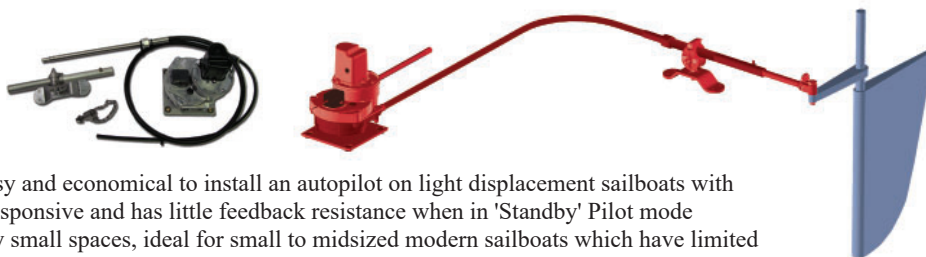 sy and economical to install an autopilot on light displacement sailboats with
sponsive and has little feedback resistance when in 'Standby' Pilot mode
y small spaces, ideal for small to midsized modern sailboats which have limited